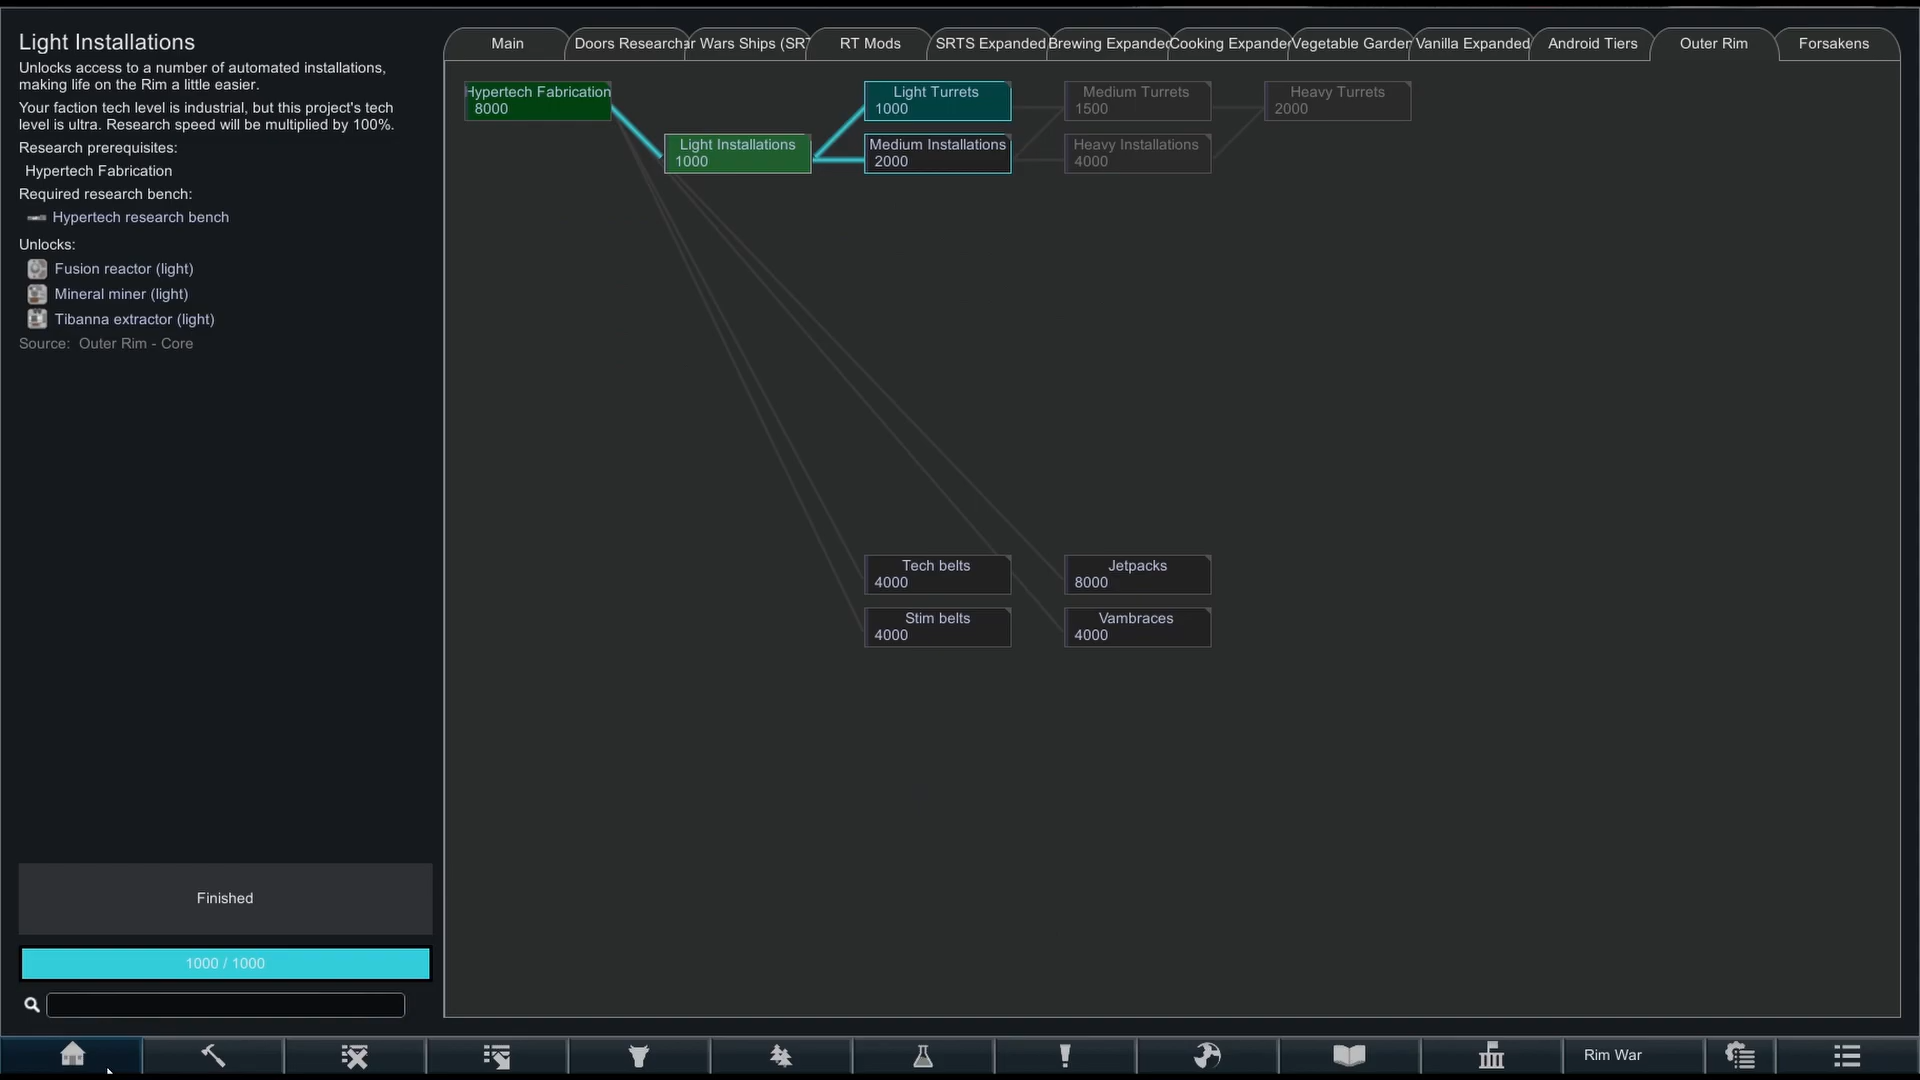 Light Installations
Unlocks access to a number of automated installations,
making life on the Rim a little easier.
Your faction tech level is industrial, but this project's tech
level is ultra. Research speed will be multiplied by 100%.
Research prerequisites:
Hypertech Fabrication
Required research bench:
Hypertech research bench
Unlocks:
Fusion reactor (light)
Mineral miner (light)
Tibanna extractor (light)
Source: Outer Rim - Core
Finished
1000 / 1000
Main
Doors Research
ar Wars Ships (SRT
RT Mods
SRTS Expanded
Brewing Expanded
Cooking Expande
Vegetable Garden
Vanilla Expanded
Android Tiers
Outer Rim
Forsakens
Hypertech Fabrication
8000
Light Turrets
1000
Medium Turrets
1500
Heavy Turrets
2000
Light Installations
1000
Medium Installations
2000
Heavy Installations
4000
Tech belts
4000
Jetpacks
8000
Stim belts
4000
Vambraces
4000
Rim War